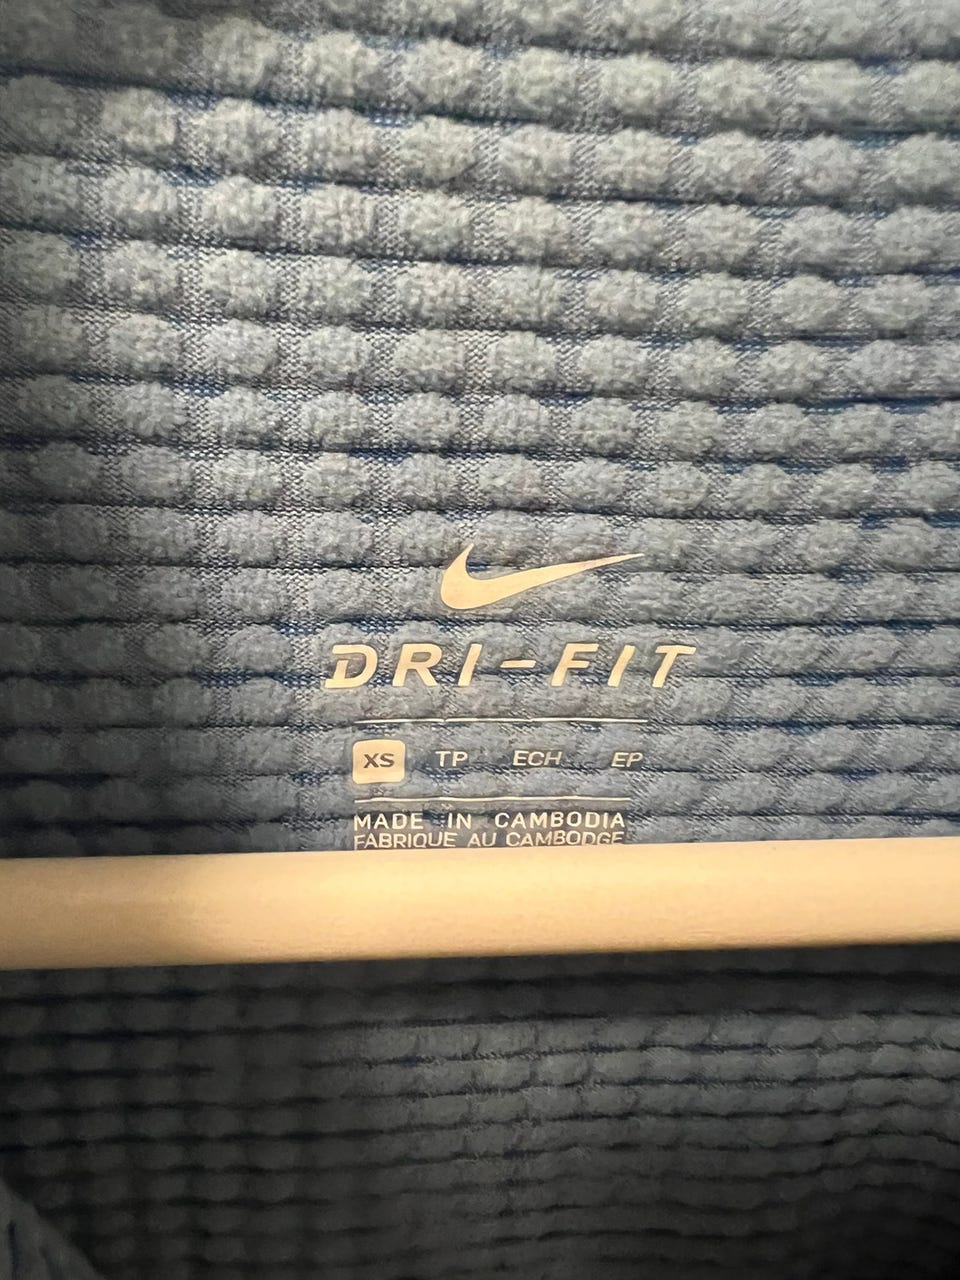 DRI-FIT
XS TP ECH EP
MADE IN CAMBODIA
FABRIQUE AU CAMBODGE